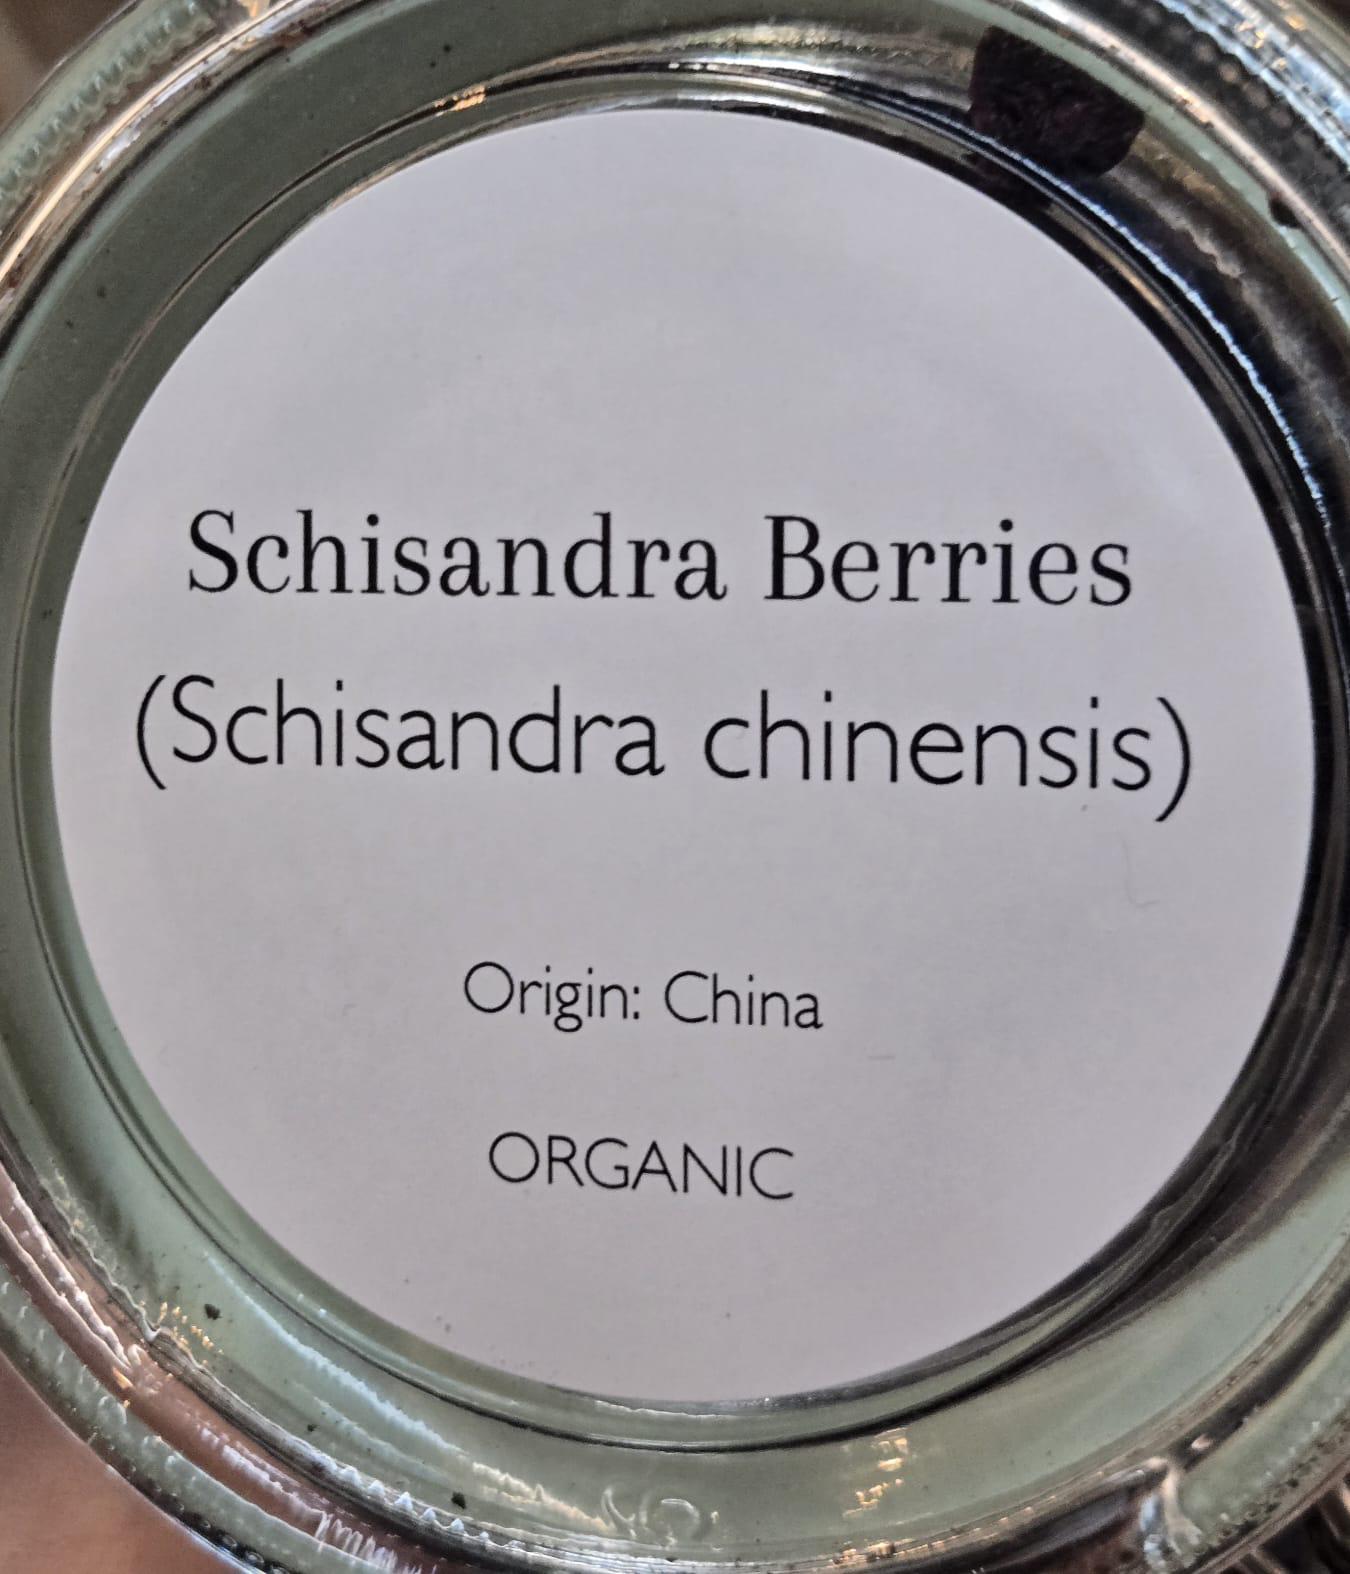 Schisandra Berries
(Schisandra chinensis)
Origin: China
ORGANIC